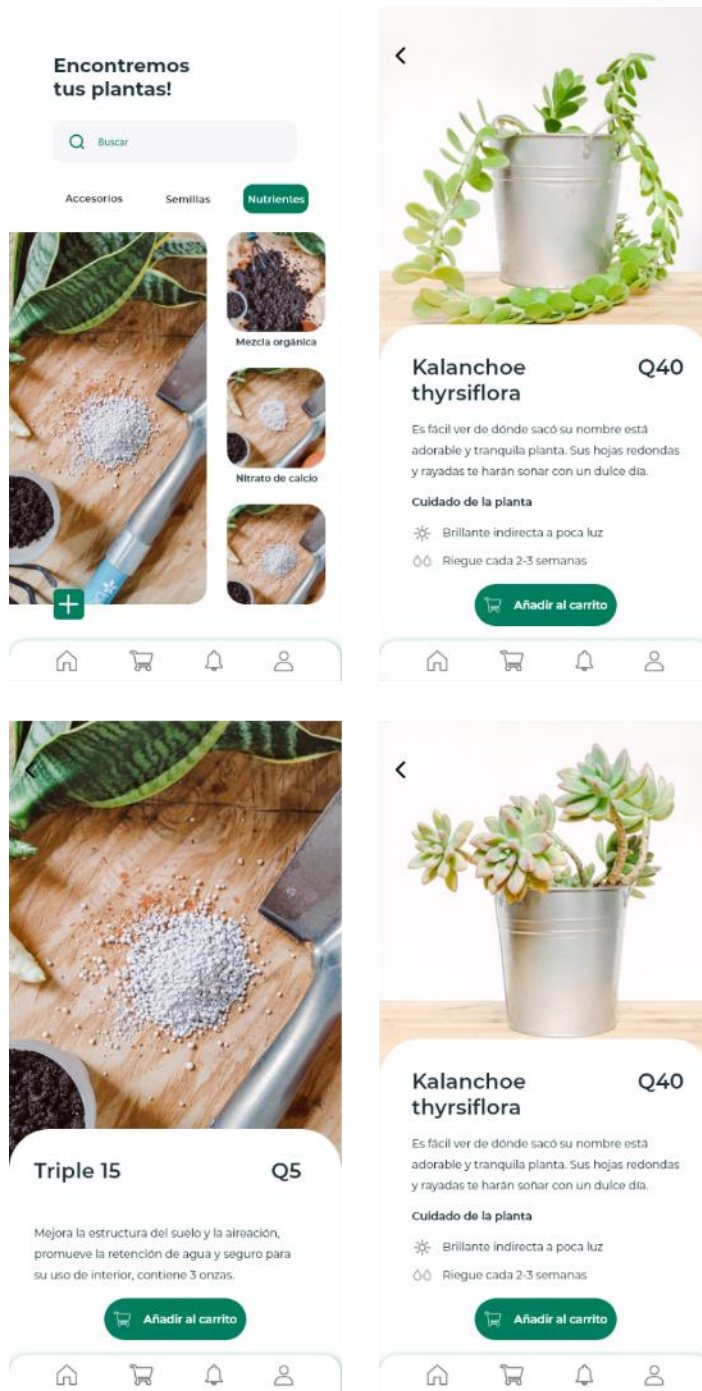 Encontremos
tus plantas!
Buscar
Accesorios Semillas Nutrientes
Mezcla orgánica
Nitrato de calcio
Kalanchoe Q40
thyrsiflora
Es fácil ver de dónde sacó su nombre está
adorable y tranquila planta. Sus hojas redondas
y rayadas te harán soñar con un dulce día.
Cuidado de la planta
Brillante indirecta a poca luz
Riegue cada 2-3 semanas
Añadir al carrito
Triple 15 Q5
Mejora la estructura del suelo y la aireación,
promueve la retención de agua y seguro para
su uso de interior, contiene 3 onzas.
Añadir al carrito
Kalanchoe Q40
thyrsiflora
Es fácil ver de dónde sacó su nombre está
adorable y tranquila planta. Sus hojas redondas
y rayadas te harán soñar con un dulce día.
Cuidado de la planta
Brillante indirecta a poca luz
Riegue cada 2-3 semanas
Añadir al carrito